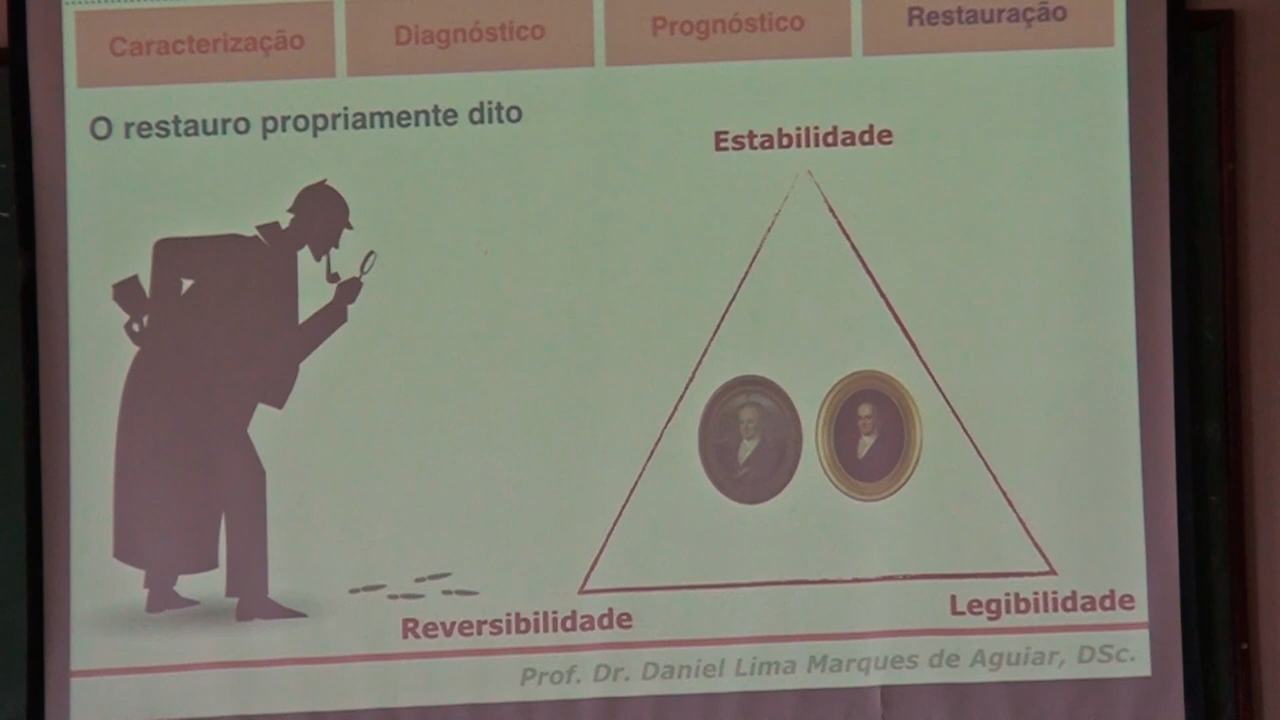 Caracterização
Diagnóstico
Prognóstico
Restauração
O restauro propriamente dito
Estabilidade
Reversibilidade
Legibilidade
Prof. Dr. Daniel Lima Marques de Aguiar, DSc.